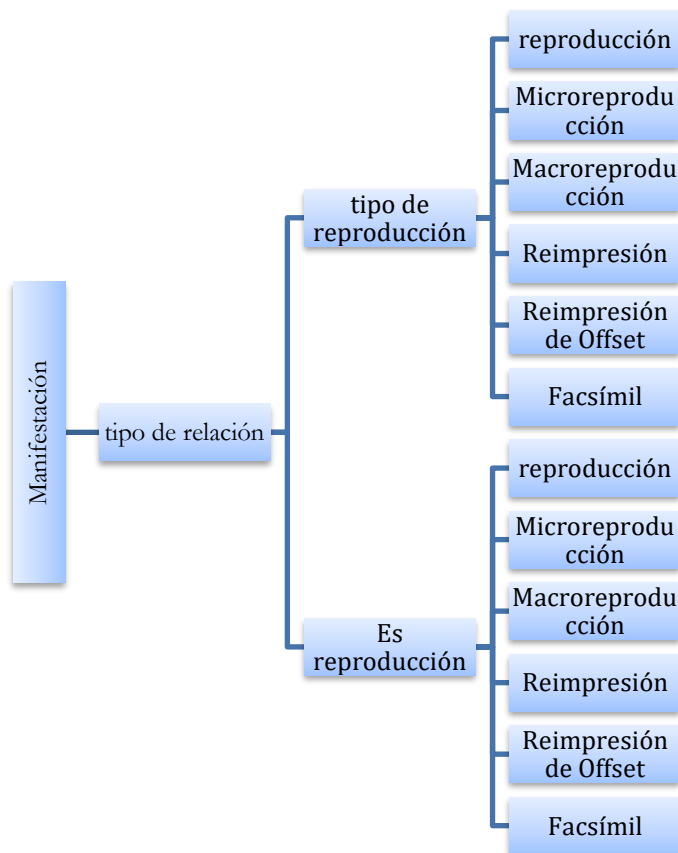 Manifestación
tipo de relación
tipo de
reproducción
reproducción
Microreprodu
cción
Macroreprodu
cción
Reimpresión
Reimpresión
de Offset
Facsímil
Es
reproducción
reproducción
Microreprodu
cción
Macroreprodu
cción
Reimpresión
Reimpresión
de Offset
Facsímil